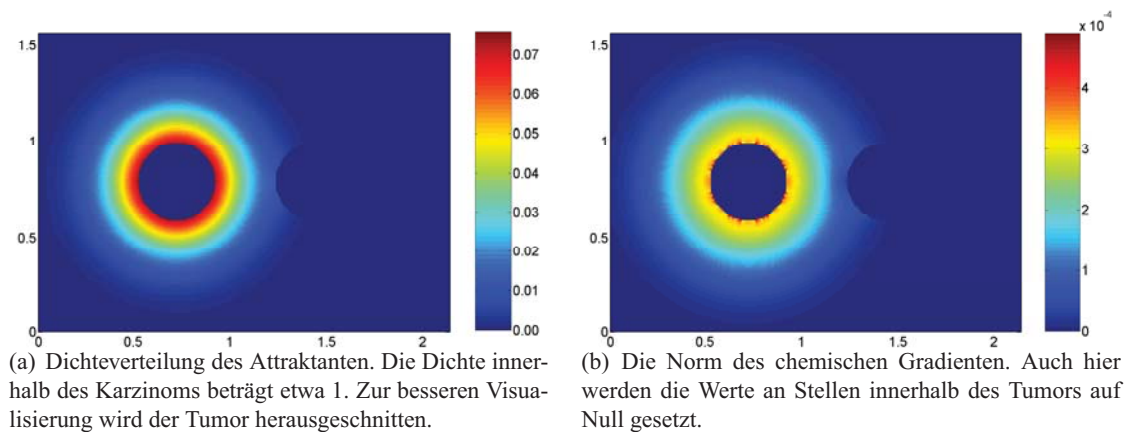 1.5
1
0.5
0
0 0.5 1 1.5 2
0.07
0.06
0.05
0.04
0.03
0.02
0.01
0.00
1.5
1
0.5
0
0 0.5 1 1.5 2
x 10⁻⁴
4
3
2
1
0
(a) Dichteverteilung des Attraktanten. Die Dichte inner-
halb des Karzinoms beträgt etwa 1. Zur besseren Visua-
lisierung wird der Tumor herausgeschnitten.
(b) Die Norm des chemischen Gradienten. Auch hier
werden die Werte an Stellen innerhalb des Tumors auf
Null gesetzt.